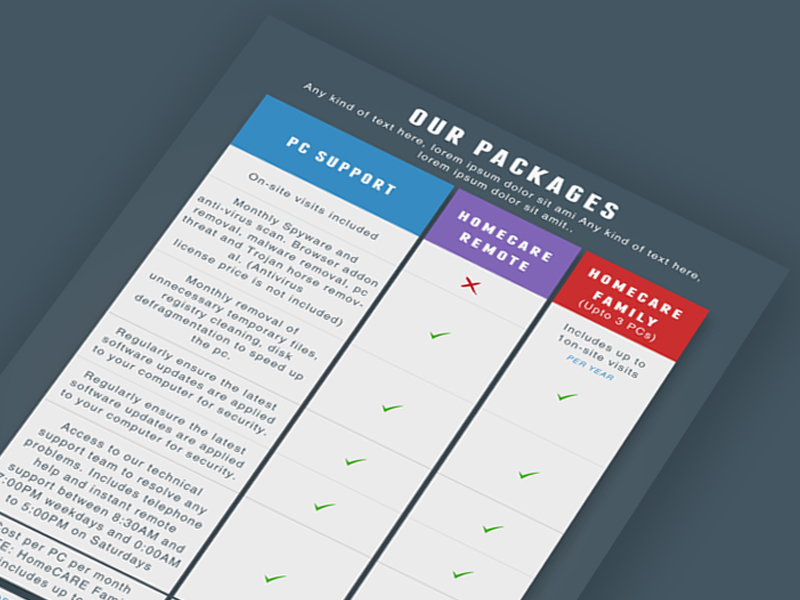 OUR PACKAGES
Any kind of text here, lorem ipsum dolor sit ami Any kind of text here,
lorem ipsum dolor sit amit..
PC SUPPORT
HOMECARE
REMOTE
HOMECARE
FAMILY
(Upto 3 PCs)
On-site visits included
Includes up to
1on-site visits
PER YEAR
Monthly Spyware and
anti-virus scan. Browser addon
removal, malware removal, pc
threat and Trojan horse remov-
al. (Antivirus
license price is not included)
Monthly removal of
unnecessary temporary files,
registry cleaning, disk
defragmentation to speed up
the pc.
Regularly ensure the latest
software updates are applied
to your computer for security.
Regularly ensure the latest
software updates are applied
to your computer for security.
Access to our technical
support team to resolve any
problems. Includes telephone
help and instant remote
support between 8:30AM and
7:00PM weekdays and 0:00AM
to 5:00PM on Saturdays
Cost per PC per month
HomeCARE
includes up to